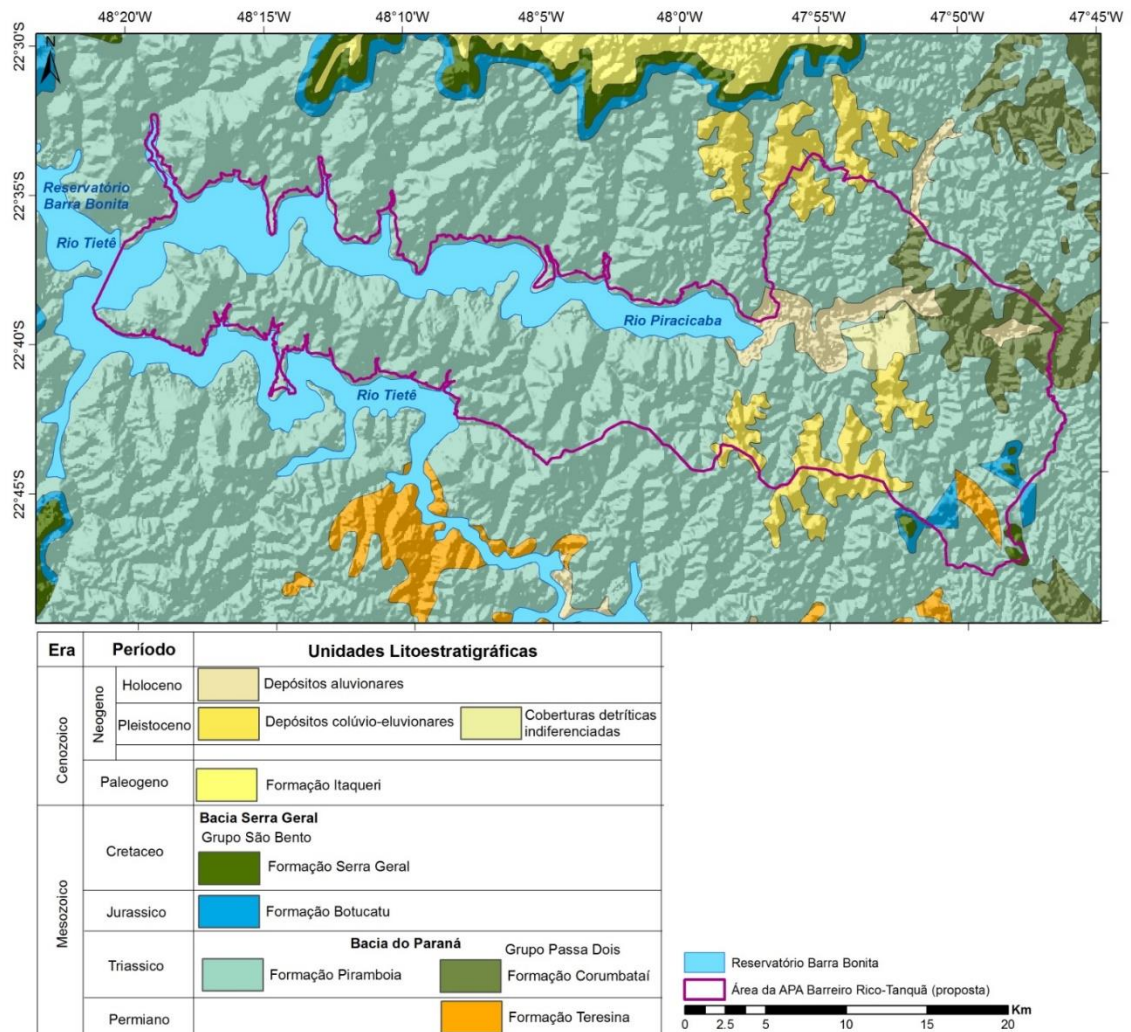 48°20'W 48°15'W 48°10'W 48°5'W 48°0'W 47°55'W 47°50'W 47°45'W
22°30'S
N
22°35'S
22°40'S
22°45'S
Reservatório
Barra Bonita
Rio Tietê
Rio Piracicaba
Rio Tietê
Era Período Unidades Litoestratigráficas
Cenozoico
Neogeno
Holoceno
Depósitos aluvionares
Pleistoceno
Depósitos colúvio-eluvionares
Coberturas detríticas
indiferenciadas
Paleogeno
Formação Itaqueri
Mesozoico
Cretaceo
Bacia Serra Geral
Grupo São Bento
Formação Serra Geral
Jurassico
Formação Botucatu
Triassico
Bacia do Paraná
Grupo Passa Dois
Formação Piramboia
Formação Corumbataí
Permiano
Formação Teresina
Reservatório Barra Bonita
Área da APA Barreiro Rico-Tanquã (proposta)
Km
0 2.5 5 10 15 20